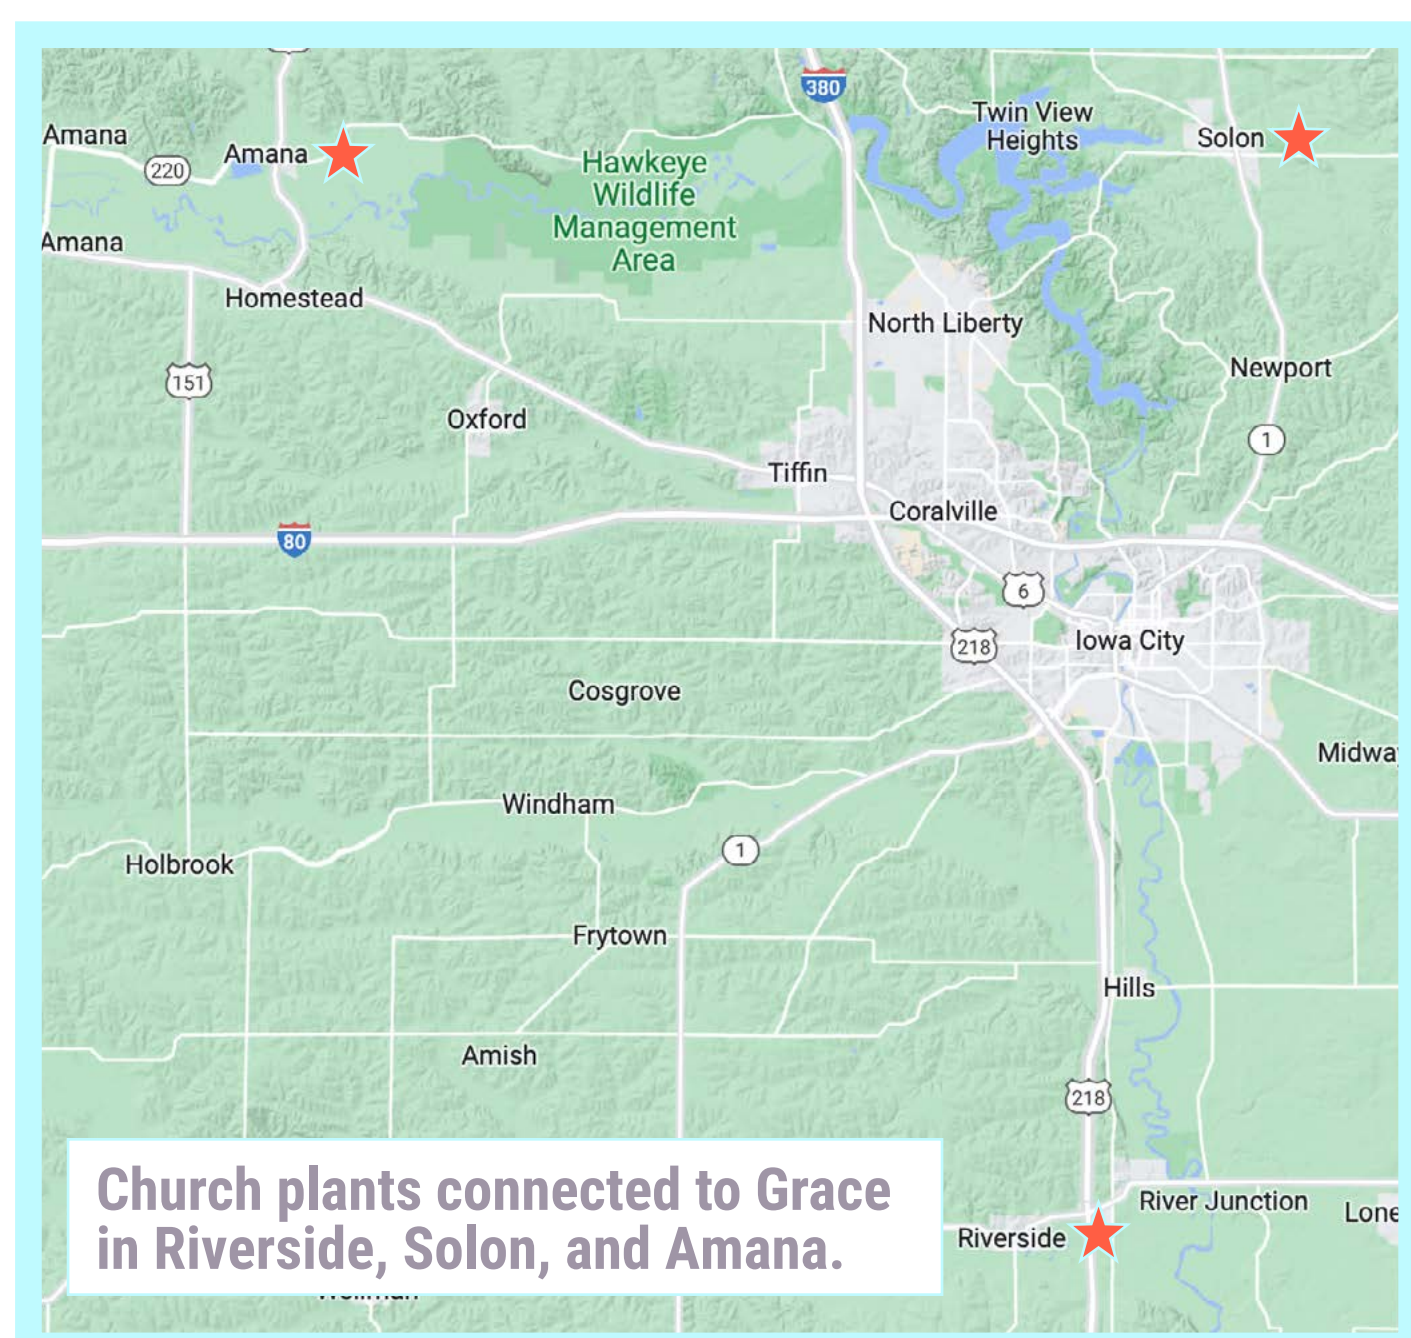 380
Twin View
Heights
Solon
Amana
Amana
220
Hawkeye
Wildlife
Management
Area
Amana
Homestead
North Liberty
Newport
151
Oxford
1
Tiffin
Coralville
80
6
Iowa City
218
Cosgrove
Midwa
Windham
1
Holbrook
Frytown
Hills
Amish
218
River Junction
Lone
Riverside
Church plants connected to Grace
in Riverside, Solon, and Amana.